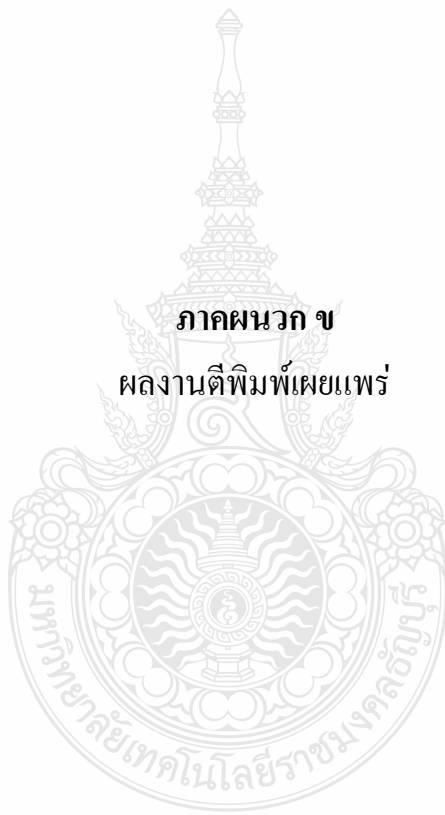 ภาคผนวก ข
ผลงานตีพิมพ์เผยแพร่
มหาวิทยาลัยเทคโนโลยีราชมงคลธัญบุรี